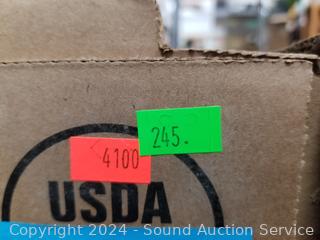 245.
4100
USDA
Copyright 2024 - Sound Auction Service